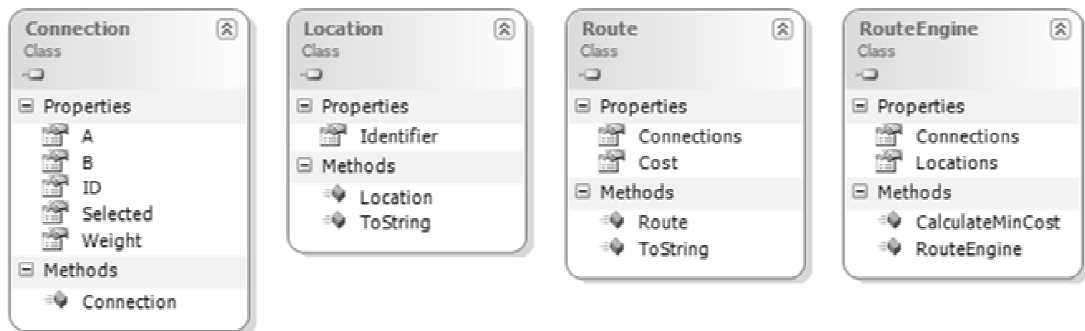 Connection
Class
Properties
A
B
ID
Selected
Weight
Methods
Connection
Location
Class
Properties
Identifier
Methods
Location
ToString
Route
Class
Properties
Connections
Cost
Methods
Route
ToString
RouteEngine
Class
Properties
Connections
Locations
Methods
CalculateMinCost
RouteEngine